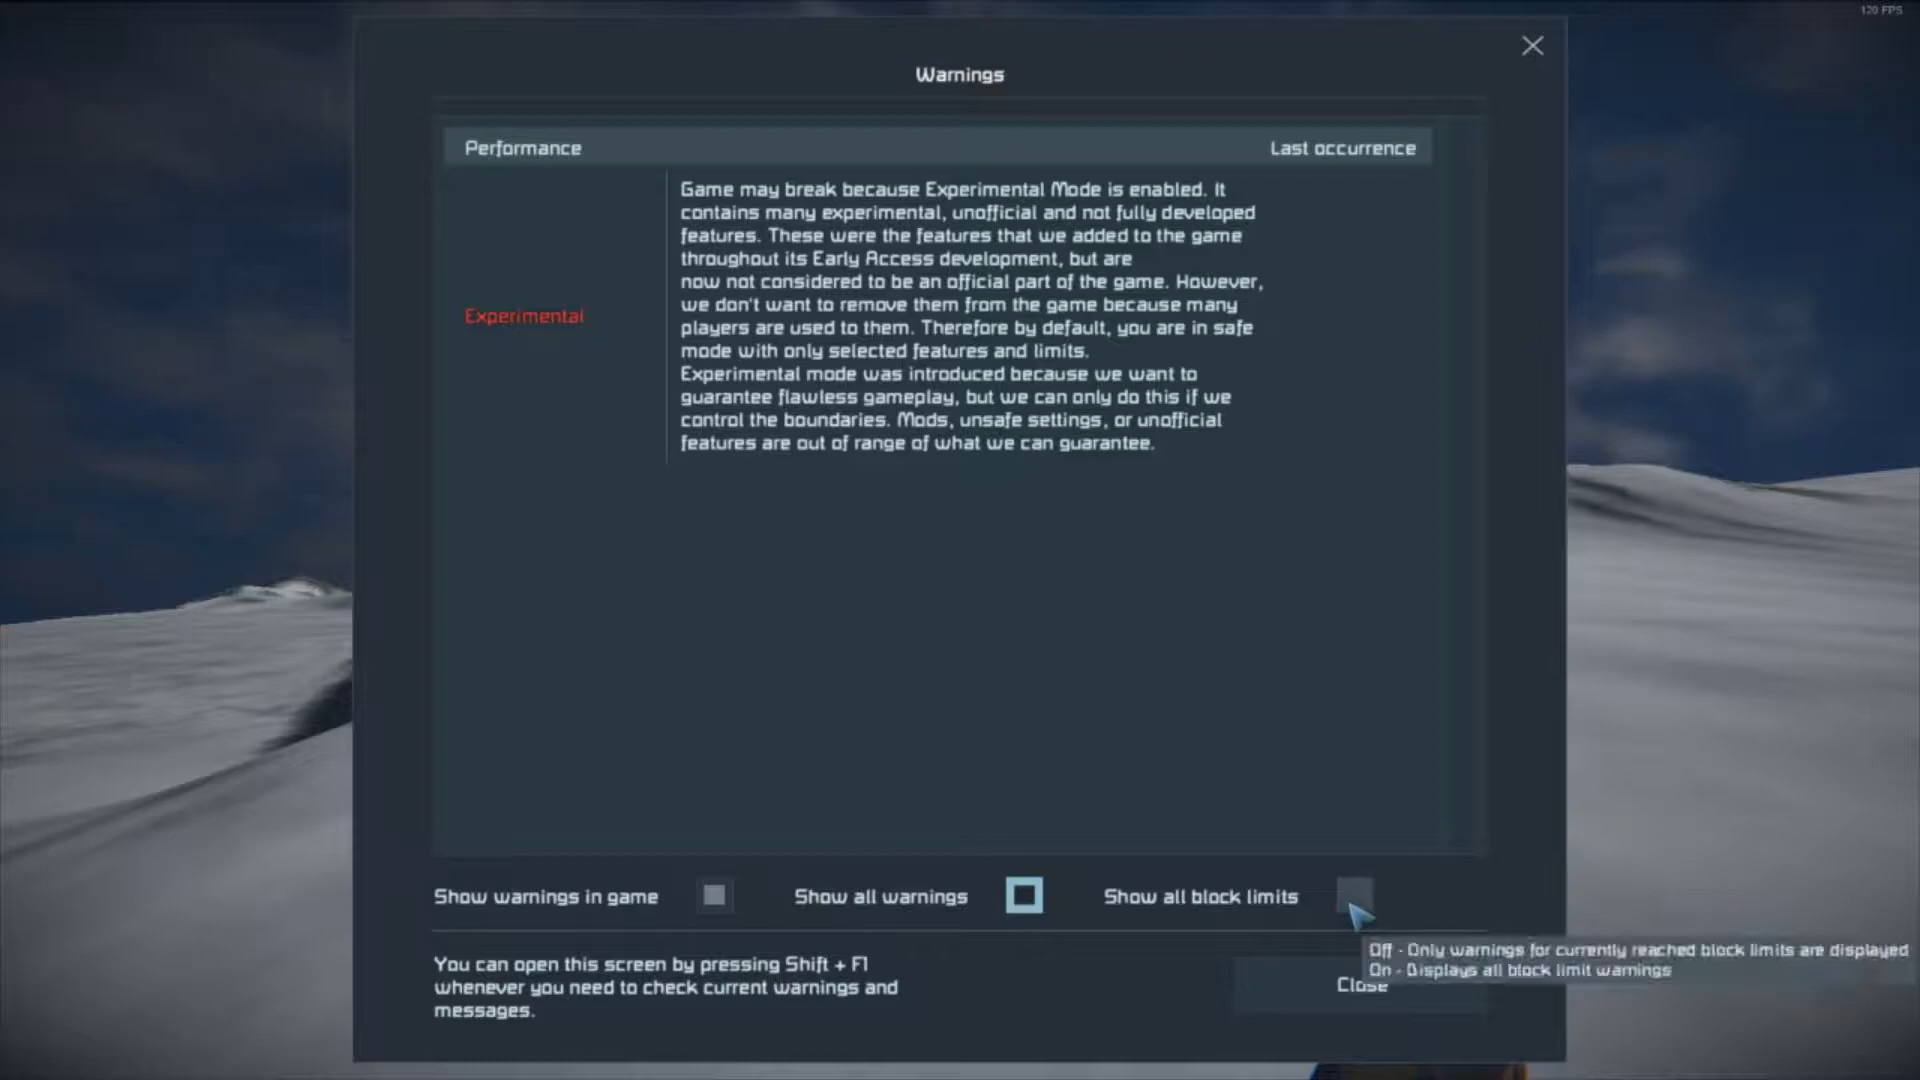 120 FPS
Warnings
Performance
Last occurrence
Experimental
Game may break because Experimental Mode is enabled. It
contains many experimental, unofficial and not fully developed
features. These were the features that we added to the game
throughout its Early Access development, but are
now not considered to be an official part of the game. However,
we don't want to remove them from the game because many
players are used to them. Therefore by default, you are in safe
mode with only selected features and limits.
Experimental mode was introduced because we want to
guarantee flawless gameplay, but we can only do this if we
control the boundaries. Mods, unsafe settings, or unofficial
features are out of range of what we can guarantee.
Show warnings in game
Show all warnings
Show all block limits
Off - Only warnings for currently reached block limits are displayed
On - Displays all block limit warnings
You can open this screen by pressing Shift + F1
whenever you need to check current warnings and
messages.
Close